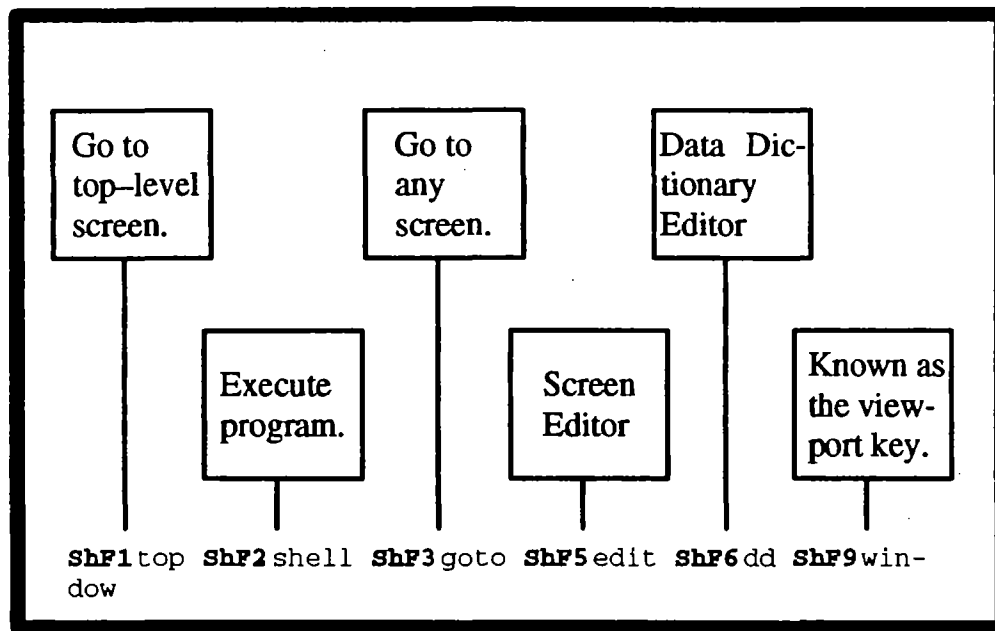 Go to
top–level
screen.
Go to
any
screen.
Data Dic-
tionary
Editor
Execute
program.
Screen
Editor
Known as
the view-
port key.
ShF1 top ShF2 shell ShF3 goto ShF5 edit ShF6 dd ShF9 win-
dow